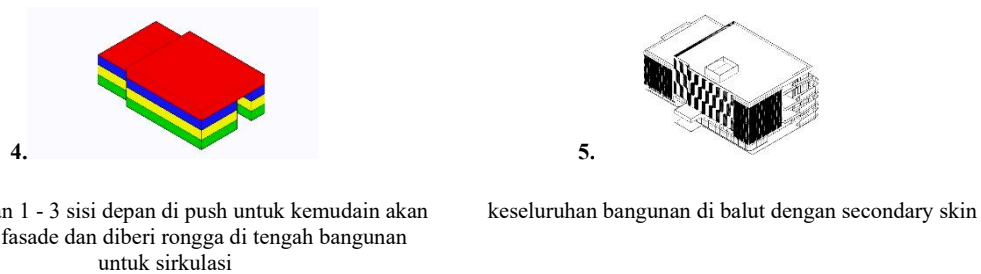 4.
5.
n 1 - 3 sisi depan di push untuk kemudain akan
fasade dan diberi rongga di tengah bangunan
untuk sirkulasi
keseluruhan bangunan di balut dengan secondary skin